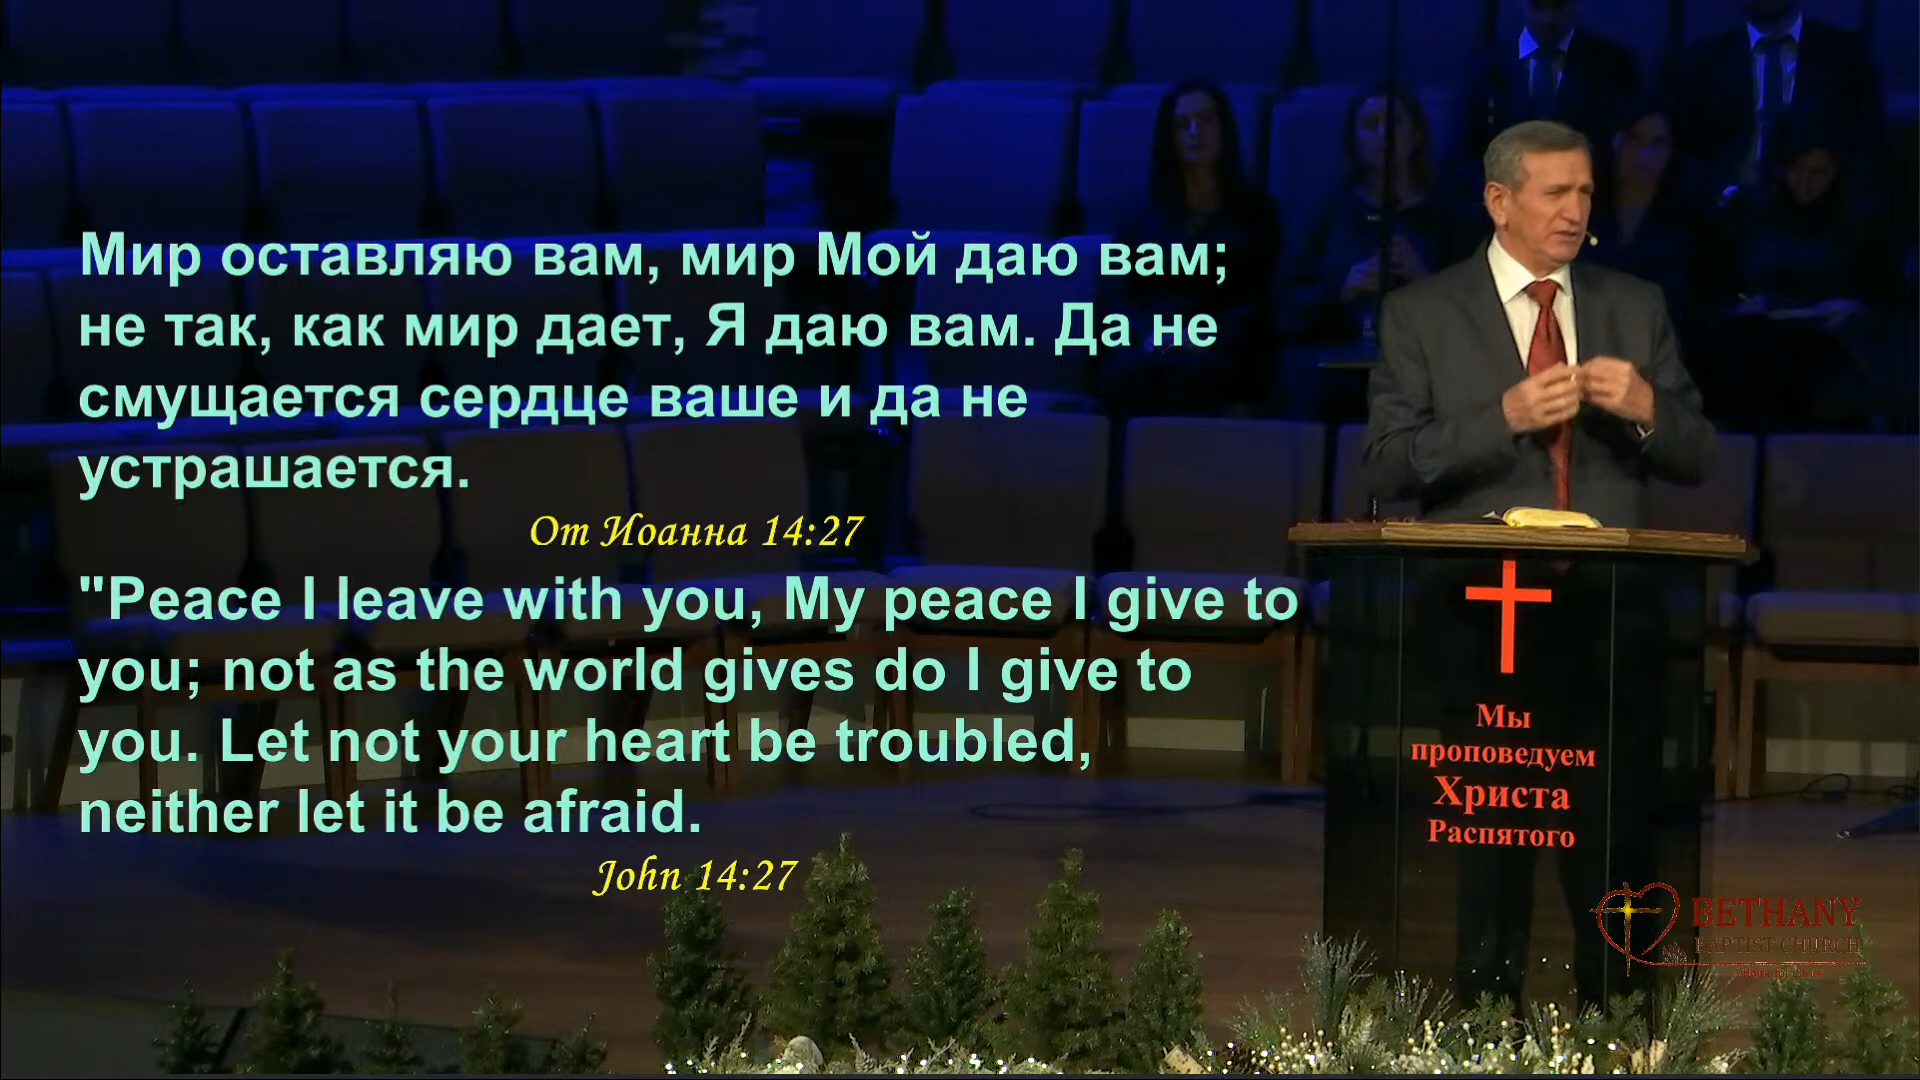 Мир оставляю вам, мир Мой даю вам;
не так, как мир дает, Я даю вам. Да не
смущается сердце ваше и да не
устрашается.
От Иоанна 14:27
"Peace I leave with you, My peace I give to
you; not as the world gives do I give to
you. Let not your heart be troubled,
neither let it be afraid.
John 14:27
Мы
проповедуем
Христа
Распятого
BETHANY
BAPTIST CHURCH